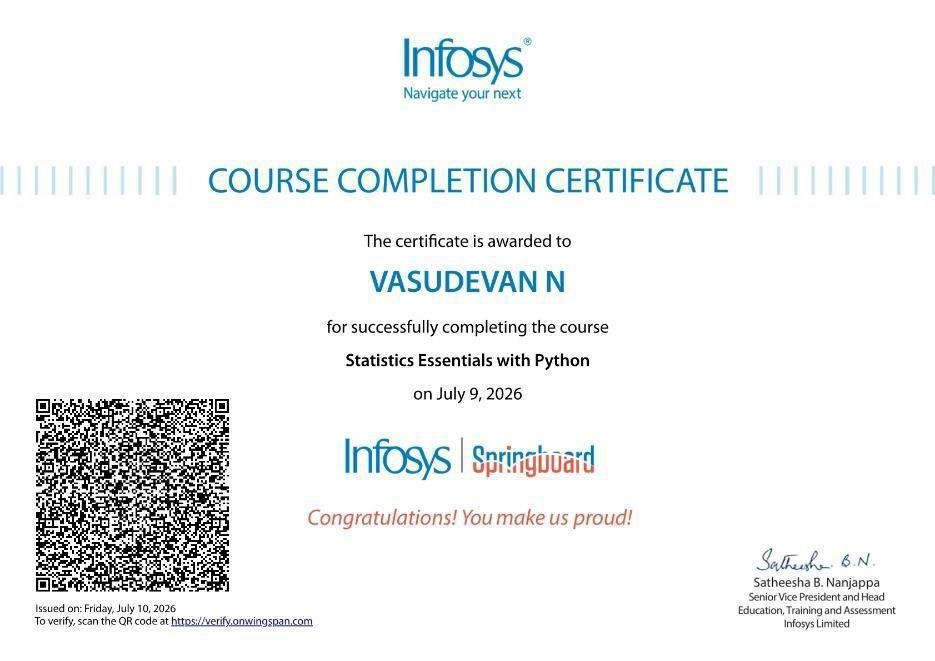 Infosys®
Navigate your next
COURSE COMPLETION CERTIFICATE
The certificate is awarded to
VASUDEVAN N
for successfully completing the course
Statistics Essentials with Python
on July 9, 2026
Infosys | Springboard
Congratulations! You make us proud!
Satheesha B.N.
Satheesha B. Nanjappa
Senior Vice President and Head
Education, Training and Assessment
Infosys Limited
Issued on: Friday, July 10, 2026
To verify, scan the QR code at https://verify.onwingspan.com